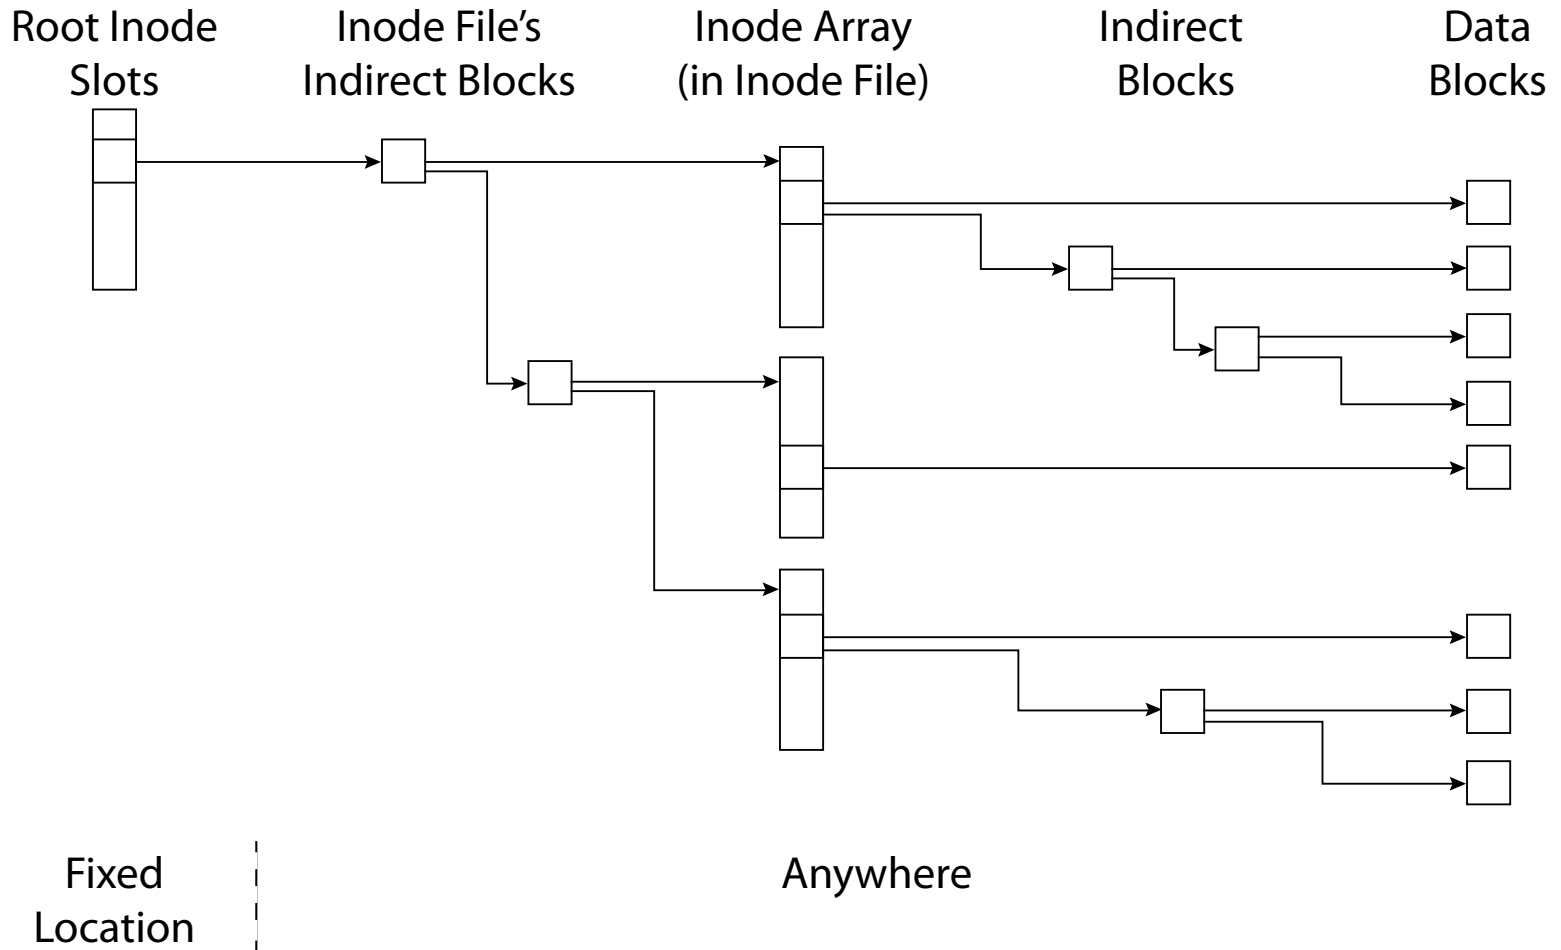 Root Inode
Slots
Inode File’s
Indirect Blocks
Inode Array
(in Inode File)
Indirect
Blocks
Data
Blocks
Fixed
Location
Anywhere